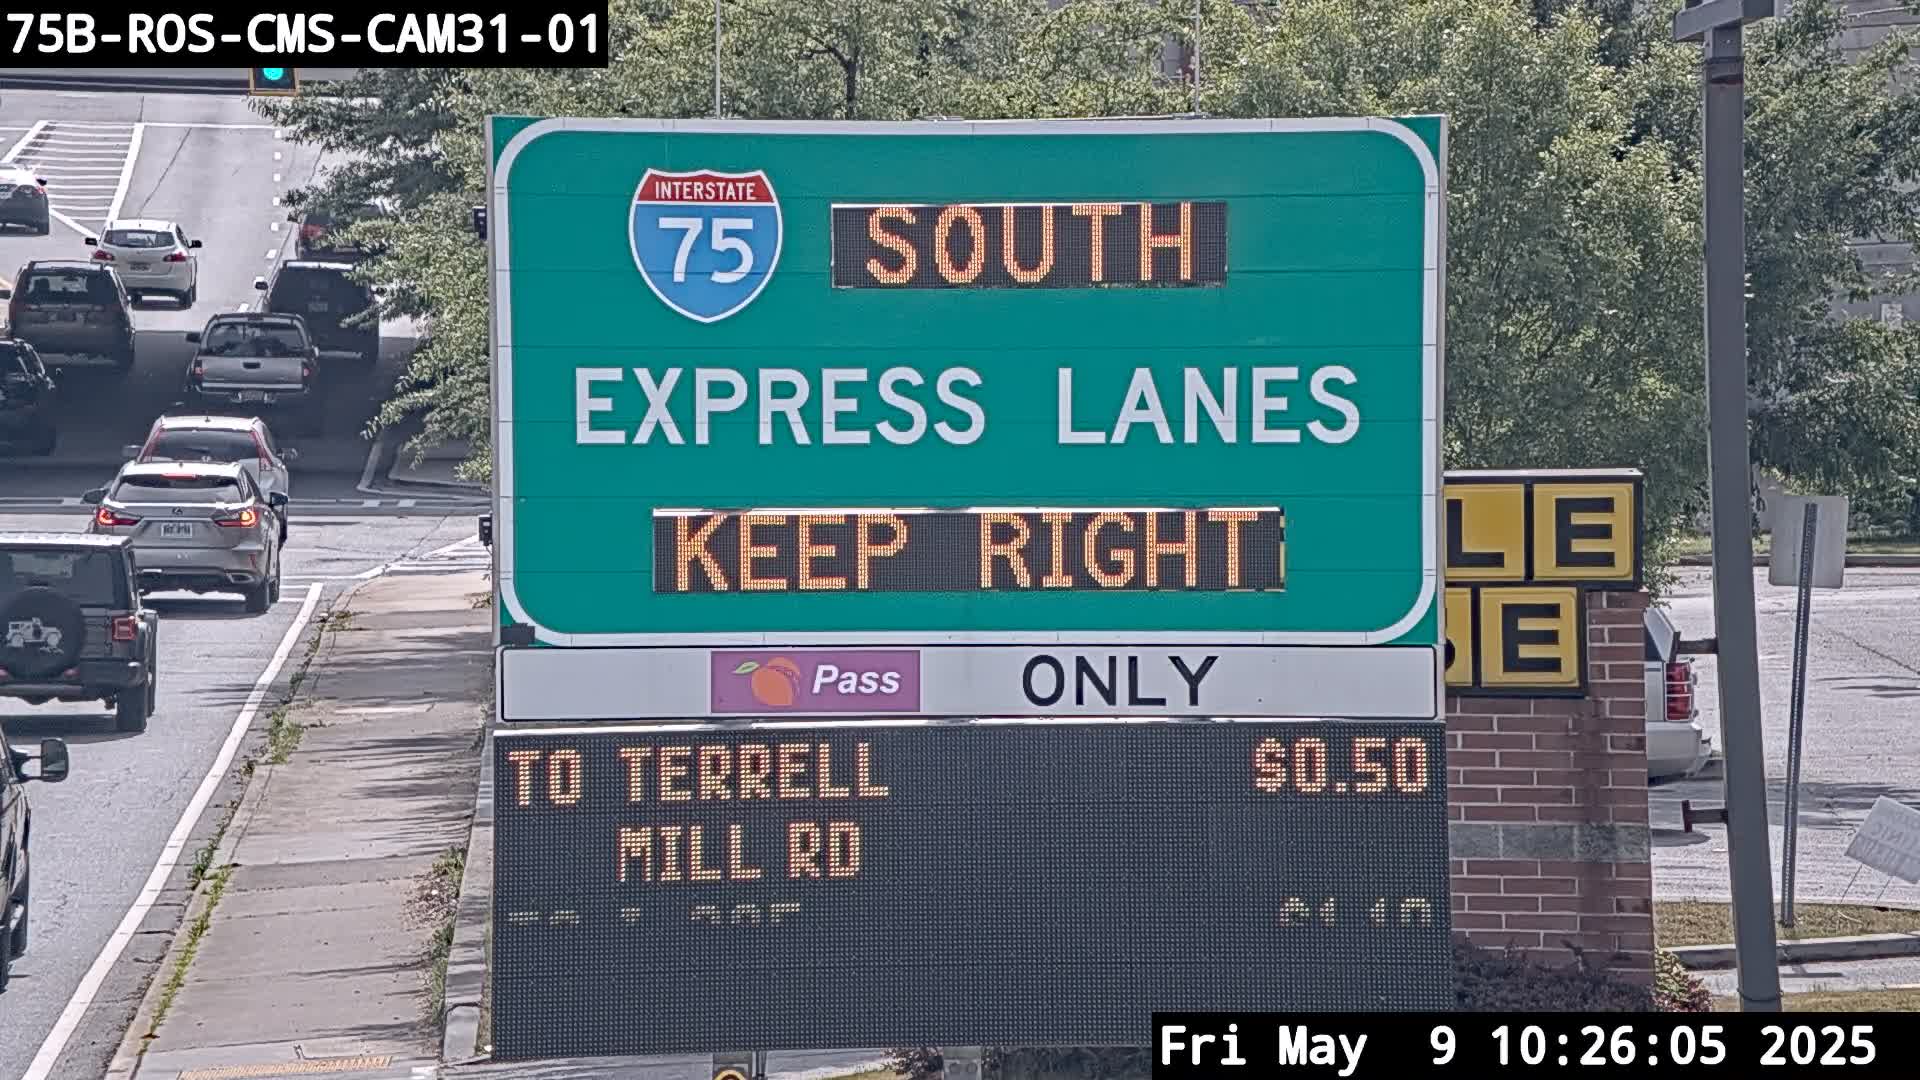 75B-ROS-CMS-CAM31-01
INTERSTATE
75
SOUTH
EXPRESS LANES
KEEP RIGHT
Pass ONLY
TO TERRELL $0.50
MILL RD
LE
E
Fri May 9 10:26:05 2025